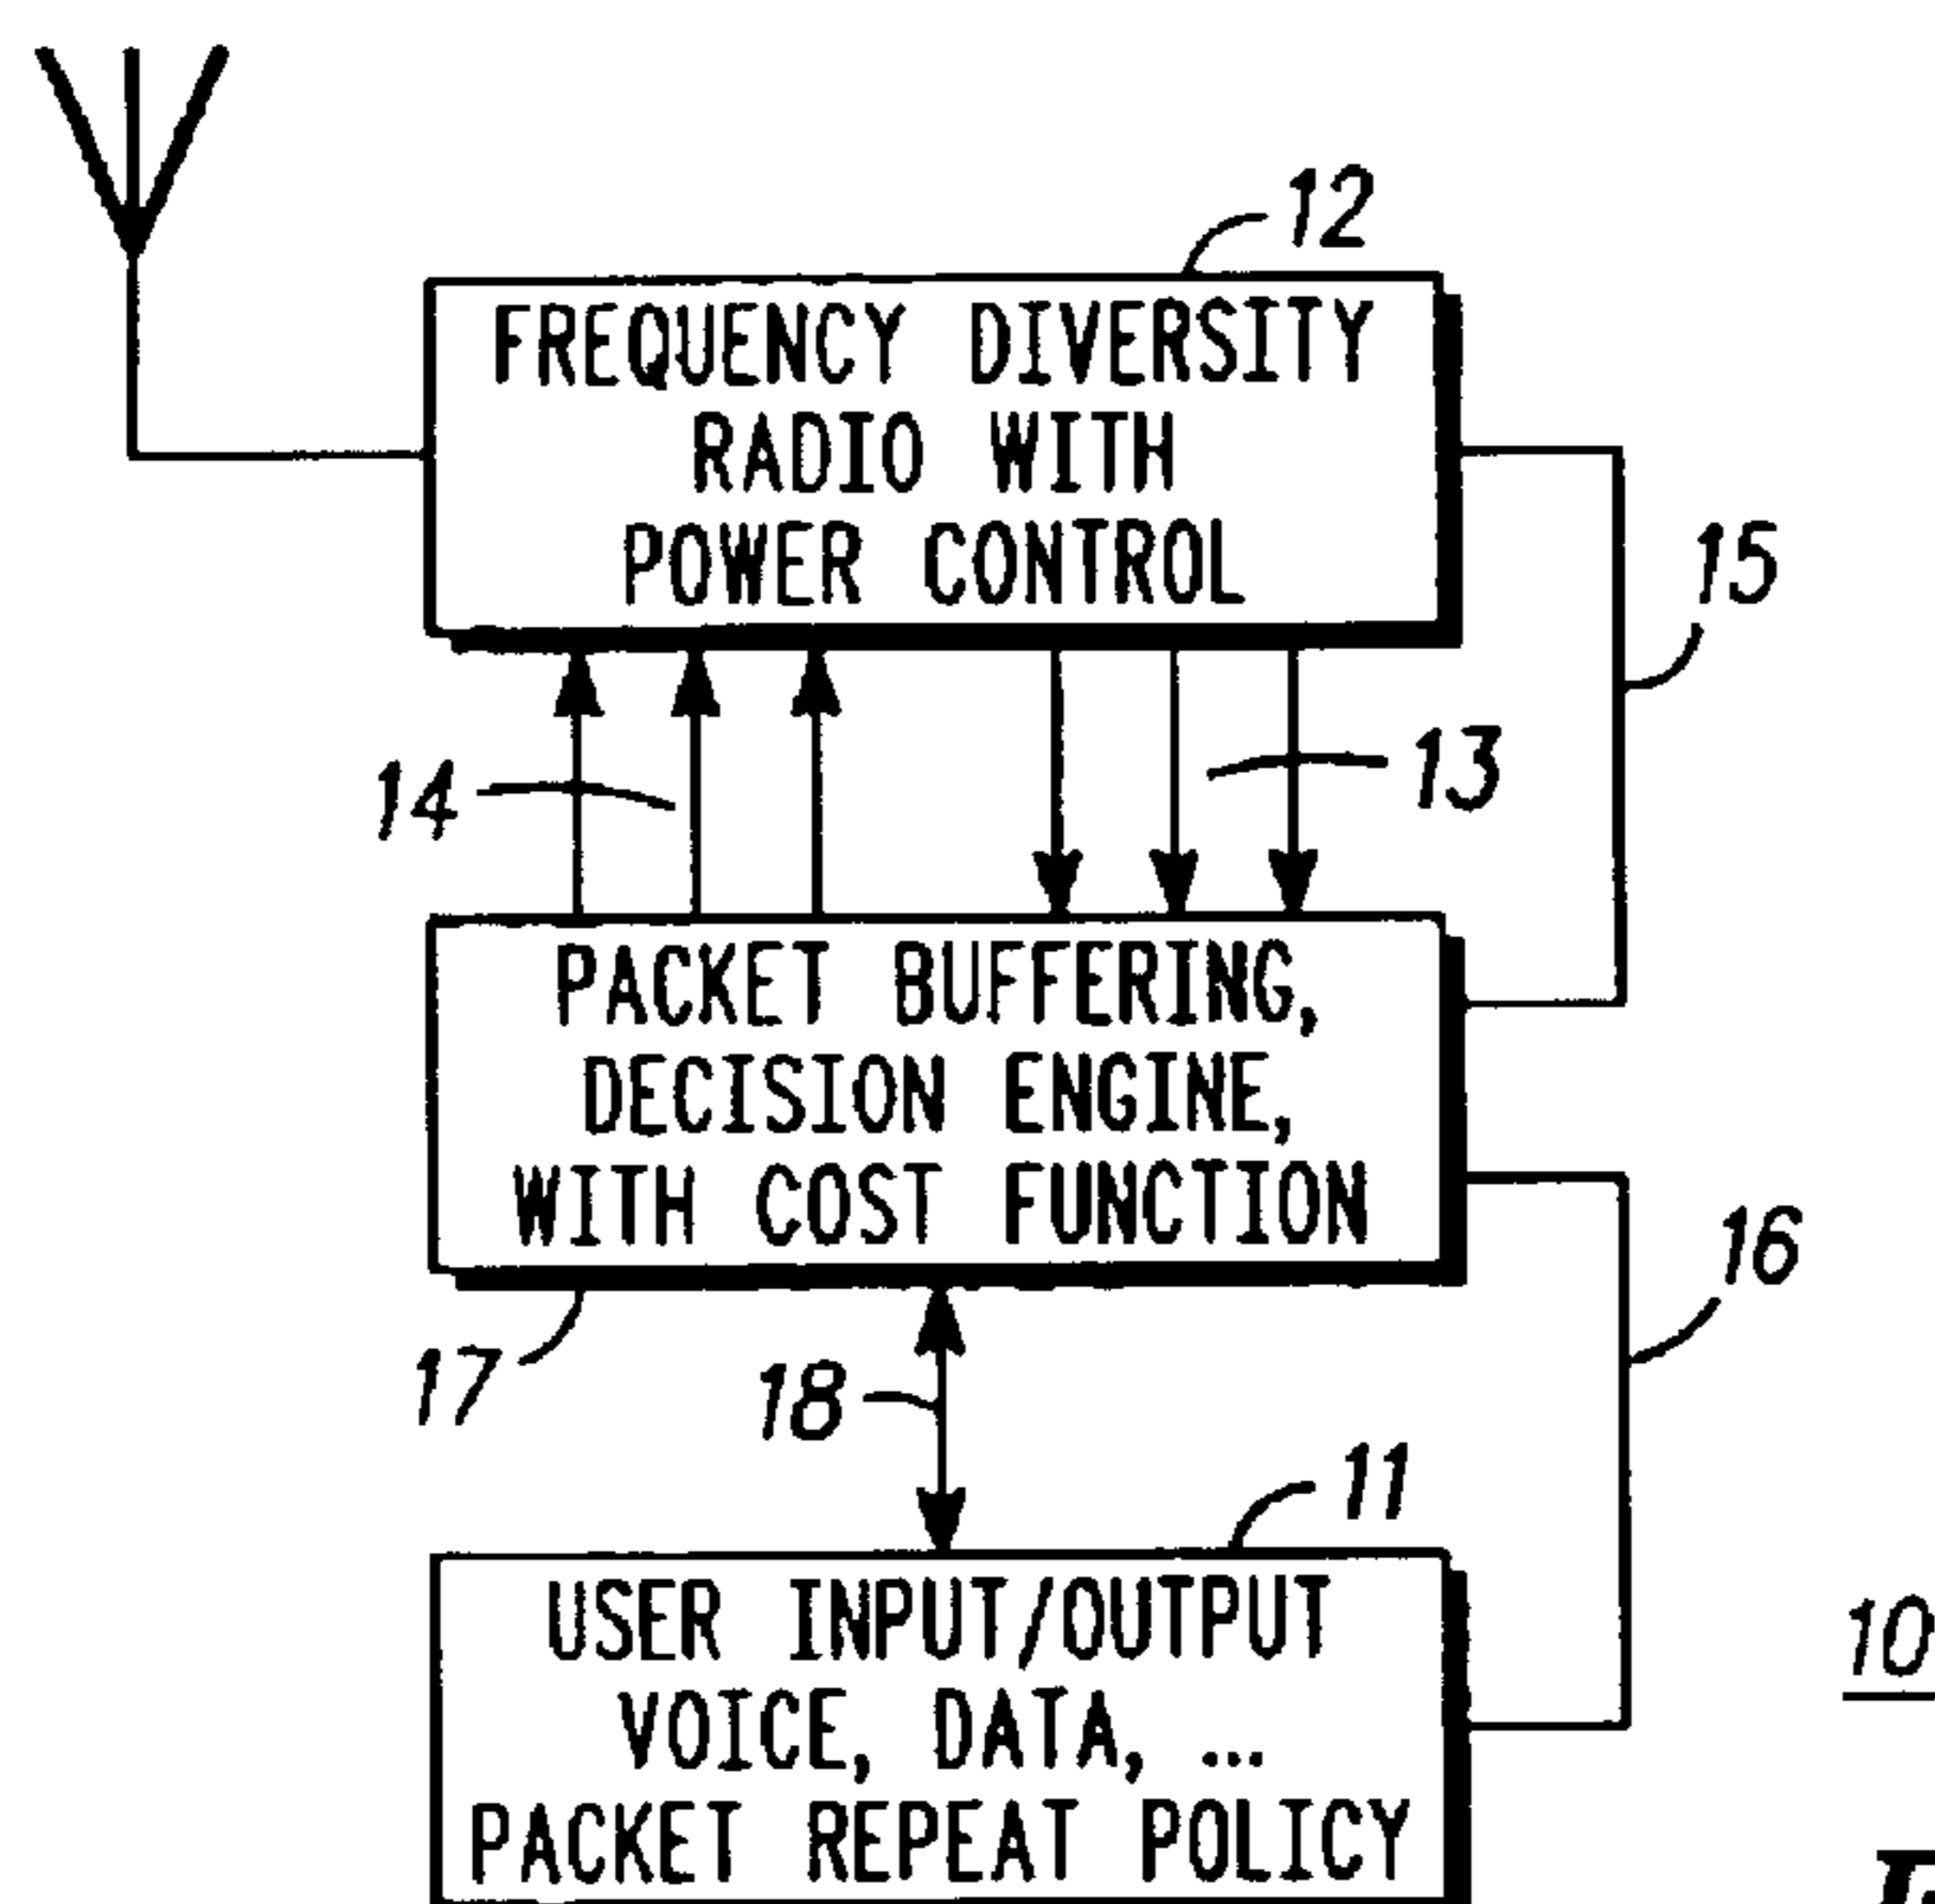 12
FREQUENCY DIVERSITY
RADIO WITH
POWER CONTROL
15
14
13
PACKET BUFFERING,
DECISION ENGINE,
WITH COST FUNCTION
16
17
18
11
USER INPUT/OUTPUT
VOICE, DATA, ...
PACKET REPEAT POLICY
10